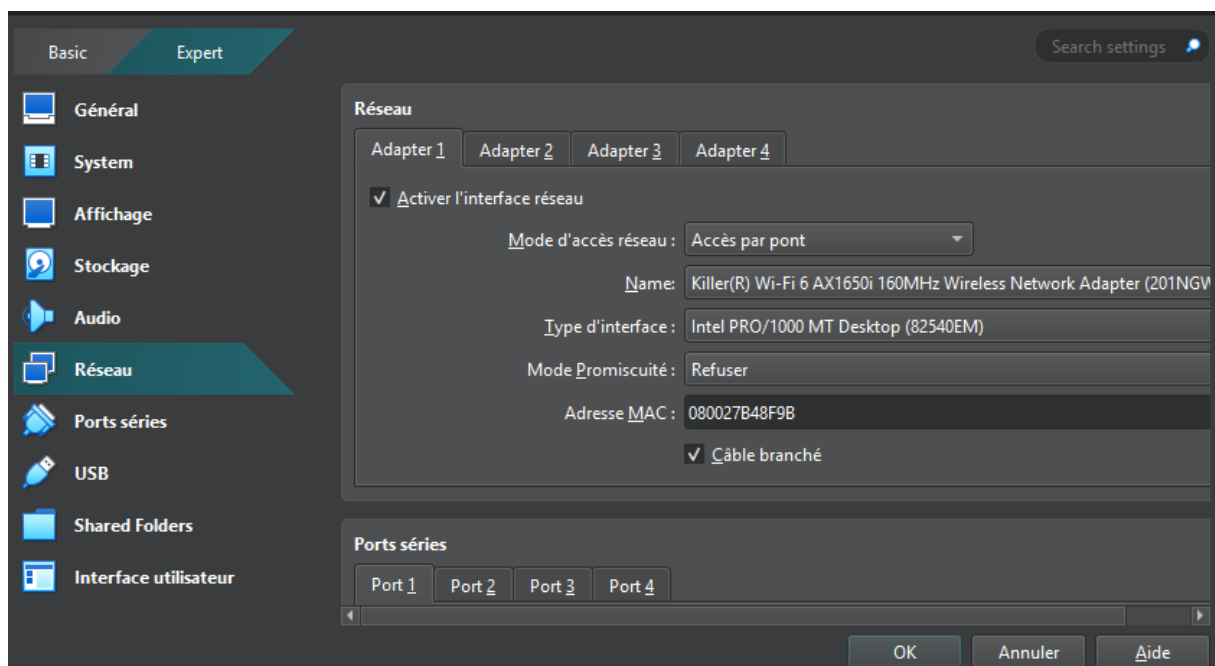 Basic Expert Search settings
Général
System
Affichage
Stockage
Audio
Réseau
Ports séries
USB
Shared Folders
Interface utilisateur
Réseau
Adapter 1 Adapter 2 Adapter 3 Adapter 4
Activer l'interface réseau
Mode d'accès réseau : Accès par pont
Name: Killer(R) Wi-Fi 6 AX1650i 160MHz Wireless Network Adapter (201NGW
Type d'interface : Intel PRO/1000 MT Desktop (82540EM)
Mode Promiscuité : Refuser
Adresse MAC : 080027B48F9B
Câble branché
Ports séries
Port 1 Port 2 Port 3 Port 4
OK Annuler Aide